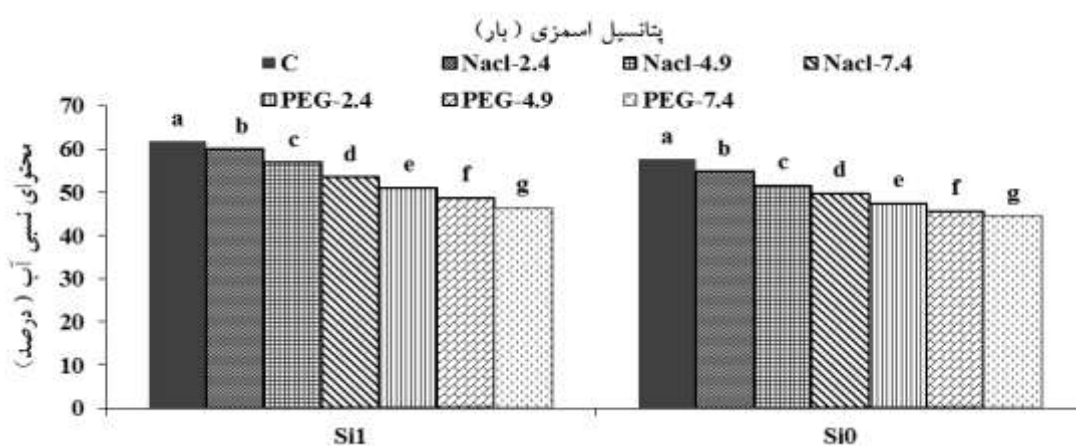 پتانسیل اسمزی (بار)
C Nacl-2.4 Nacl-4.9 Nacl-7.4
PEG-2.4 PEG-4.9 PEG-7.4
محتوای نسبی آب (درصد)
70
60
50
40
30
20
10
0
a b c d e f g
a b c d e f g
Si1 Si0